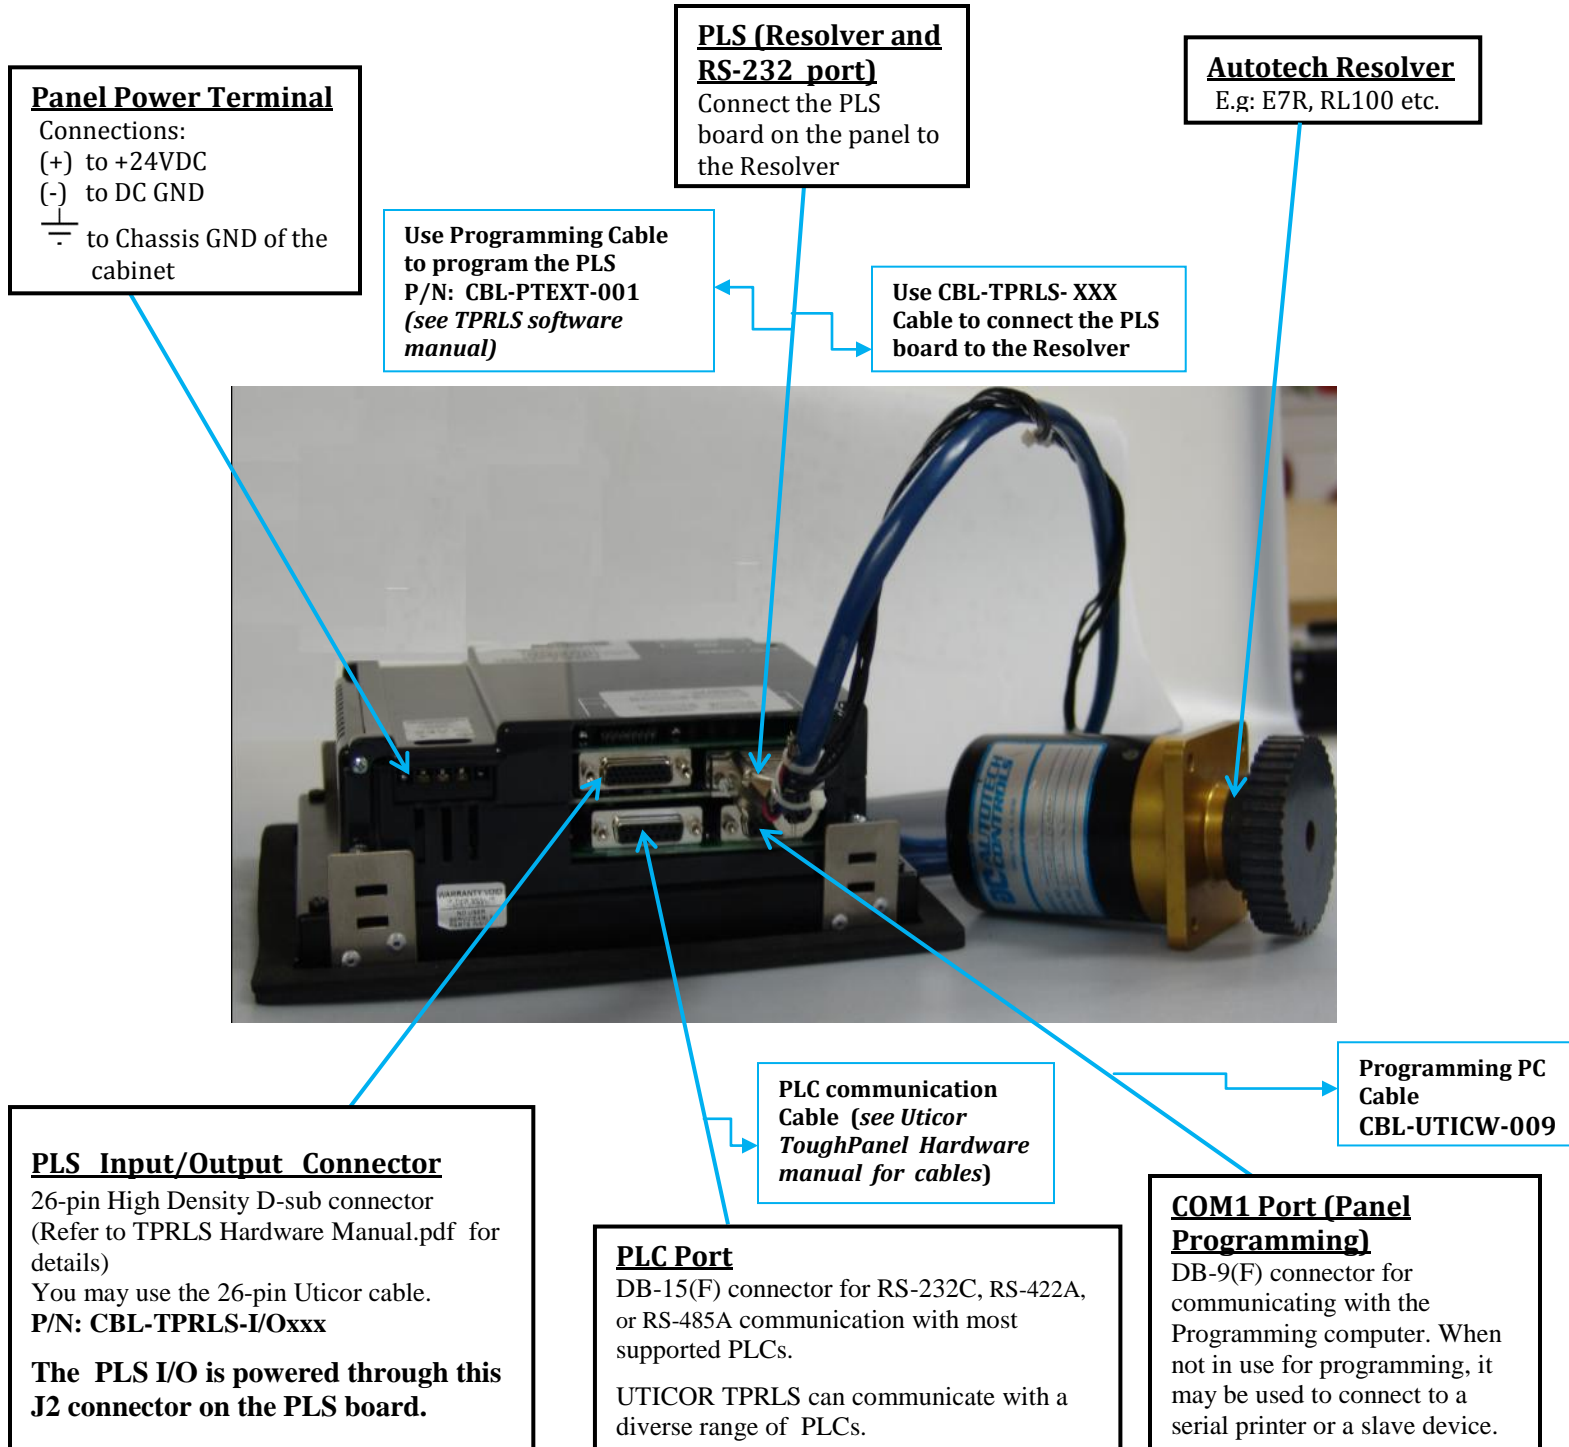 PLS (Resolver and
RS-232 port)
Connect the PLS
board on the panel to
the Resolver
Autotech Resolver
E.g: E7R, RL100 etc.
Panel Power Terminal
Connections:
(+) to +24VDC
(-) to DC GND
to Chassis GND of the
cabinet
Use Programming Cable
to program the PLS
P/N: CBL-PTEXT-001
(see TPRLS software
manual)
Use CBL-TPRLS- XXX
Cable to connect the PLS
board to the Resolver
AUTOTECH
CONTROLS
WARRANTY VOID
NO USER
SERVICEABLE
PARTS
Programming PC
Cable
CBL-UTICW-009
PLC communication
Cable (see Uticor
ToughPanel Hardware
manual for cables)
PLS Input/Output Connector
26-pin High Density D-sub connector
(Refer to TPRLS Hardware Manual.pdf for
details)
You may use the 26-pin Uticor cable.
P/N: CBL-TPRLS-I/Oxxx
The PLS I/O is powered through this
J2 connector on the PLS board.
PLC Port
DB-15(F) connector for RS-232C, RS-422A,
or RS-485A communication with most
supported PLCs.
UTICOR TPRLS can communicate with a
diverse range of PLCs.
COM1 Port (Panel
Programming)
DB-9(F) connector for
communicating with the
Programming computer. When
not in use for programming, it
may be used to connect to a
serial printer or a slave device.